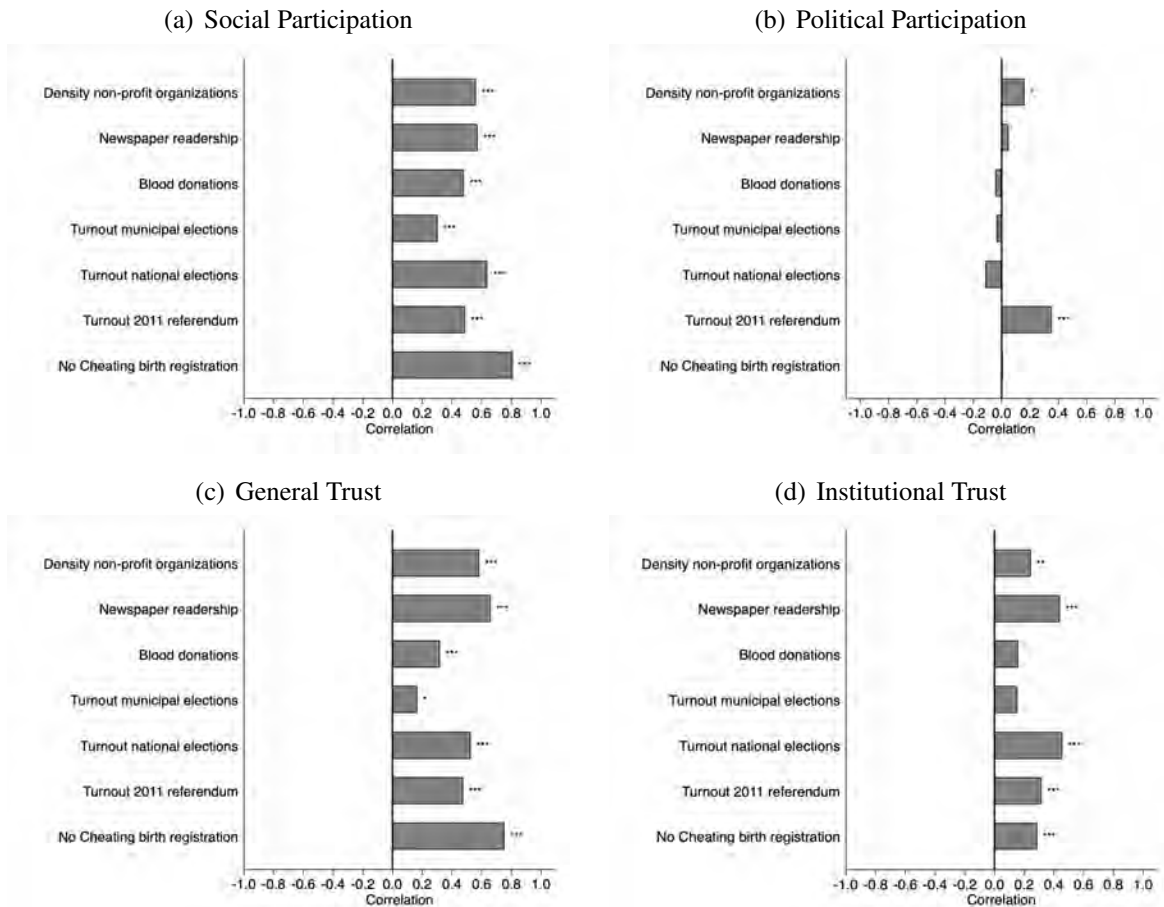 (a) Social Participation
Density non-profit organizations ***
Newspaper readership ***
Blood donations ***
Turnout municipal elections ***
Turnout national elections ***
Turnout 2011 referendum ***
No Cheating birth registration ***
-1.0 -0.8 -0.6 -0.4 -0.2 0.0 0.2 0.4 0.6 0.8 1.0
Correlation
(b) Political Participation
Density non-profit organizations *
Newspaper readership
Blood donations
Turnout municipal elections
Turnout national elections
Turnout 2011 referendum ***
No Cheating birth registration
-1.0 -0.8 -0.6 -0.4 -0.2 0.0 0.2 0.4 0.6 0.8 1.0
Correlation
(c) General Trust
Density non-profit organizations ***
Newspaper readership ***
Blood donations ***
Turnout municipal elections *
Turnout national elections ***
Turnout 2011 referendum ***
No Cheating birth registration ***
-1.0 -0.8 -0.6 -0.4 -0.2 0.0 0.2 0.4 0.6 0.8 1.0
Correlation
(d) Institutional Trust
Density non-profit organizations **
Newspaper readership ***
Blood donations
Turnout municipal elections
Turnout national elections ***
Turnout 2011 referendum ***
No Cheating birth registration ***
-1.0 -0.8 -0.6 -0.4 -0.2 0.0 0.2 0.4 0.6 0.8 1.0
Correlation